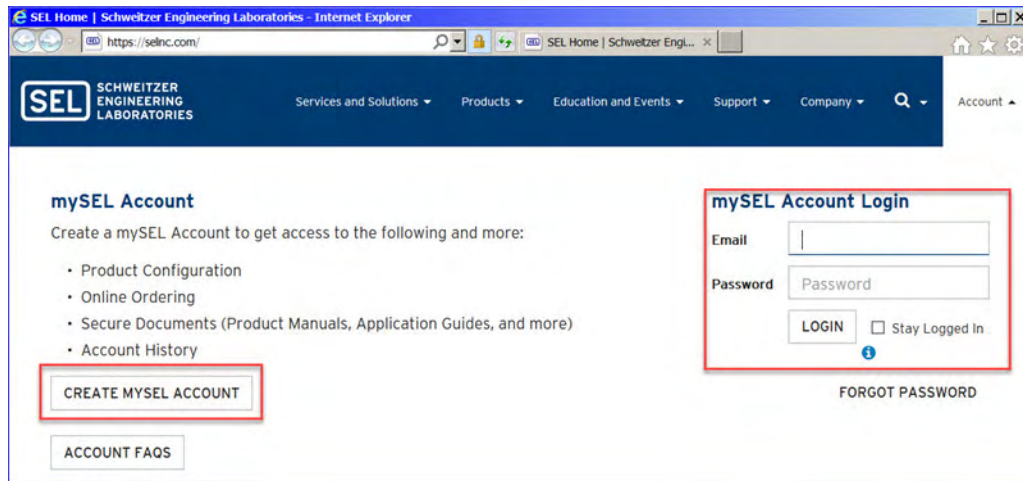 SEL Home | Schweitzer Engineering Laboratories - Internet Explorer
https://selinc.com/
SEL Home | Schweitzer Engi...
SEL SCHWEITZER ENGINEERING LABORATORIES
Services and Solutions
Products
Education and Events
Support
Company
Account
mySEL Account
Create a mySEL Account to get access to the following and more:
• Product Configuration
• Online Ordering
• Secure Documents (Product Manuals, Application Guides, and more)
• Account History
CREATE MYSEL ACCOUNT
ACCOUNT FAQS
mySEL Account Login
Email
Password Password
LOGIN Stay Logged In
FORGOT PASSWORD